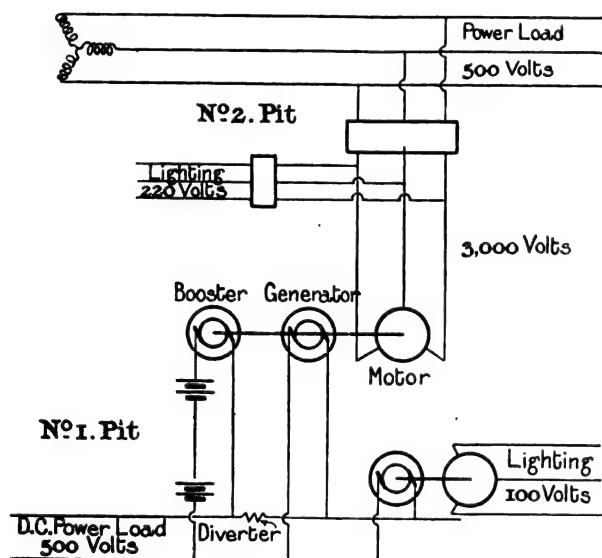 Power Load
500 Volts
Nº2. Pit
Lighting
220 Volts
3,000 Volts
Booster
Generator
Motor
Nº1. Pit
Lighting
100 Volts
D.C. Power Load
500 Volts
Diverter